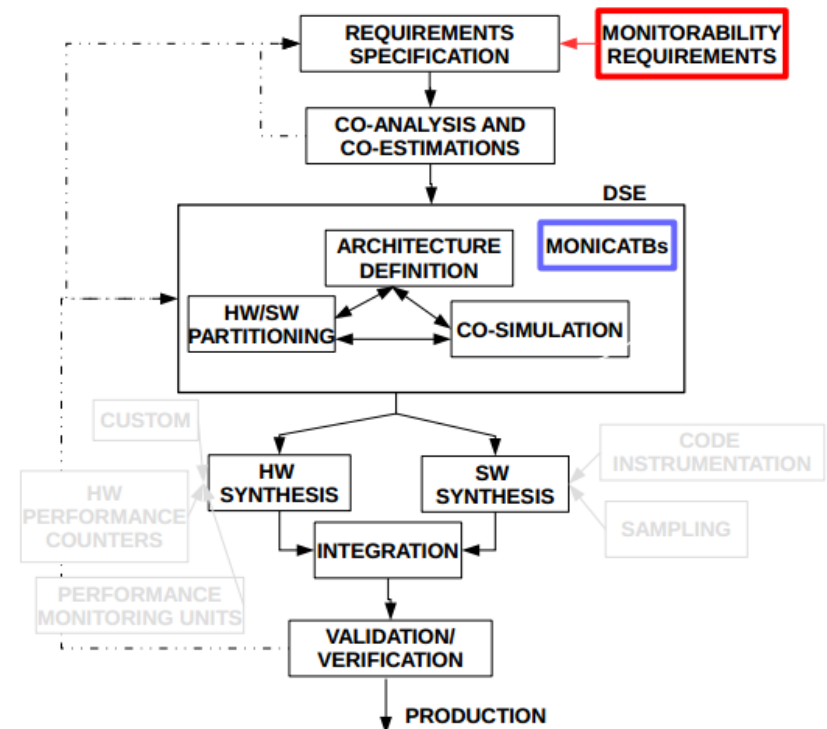 REQUIREMENTS
SPECIFICATION
MONITORABILITY
REQUIREMENTS
CO-ANALYSIS AND
CO-ESTIMATIONS
DSE
ARCHITECTURE
DEFINITION
MONICATBs
HW/SW
PARTITIONING
CO-SIMULATION
CUSTOM
CODE
INSTRUMENTATION
HW
SYNTHESIS
SW
SYNTHESIS
HW
PERFORMANCE
COUNTERS
SAMPLING
INTEGRATION
PERFORMANCE
MONITORING UNITS
VALIDATION/
VERIFICATION
PRODUCTION